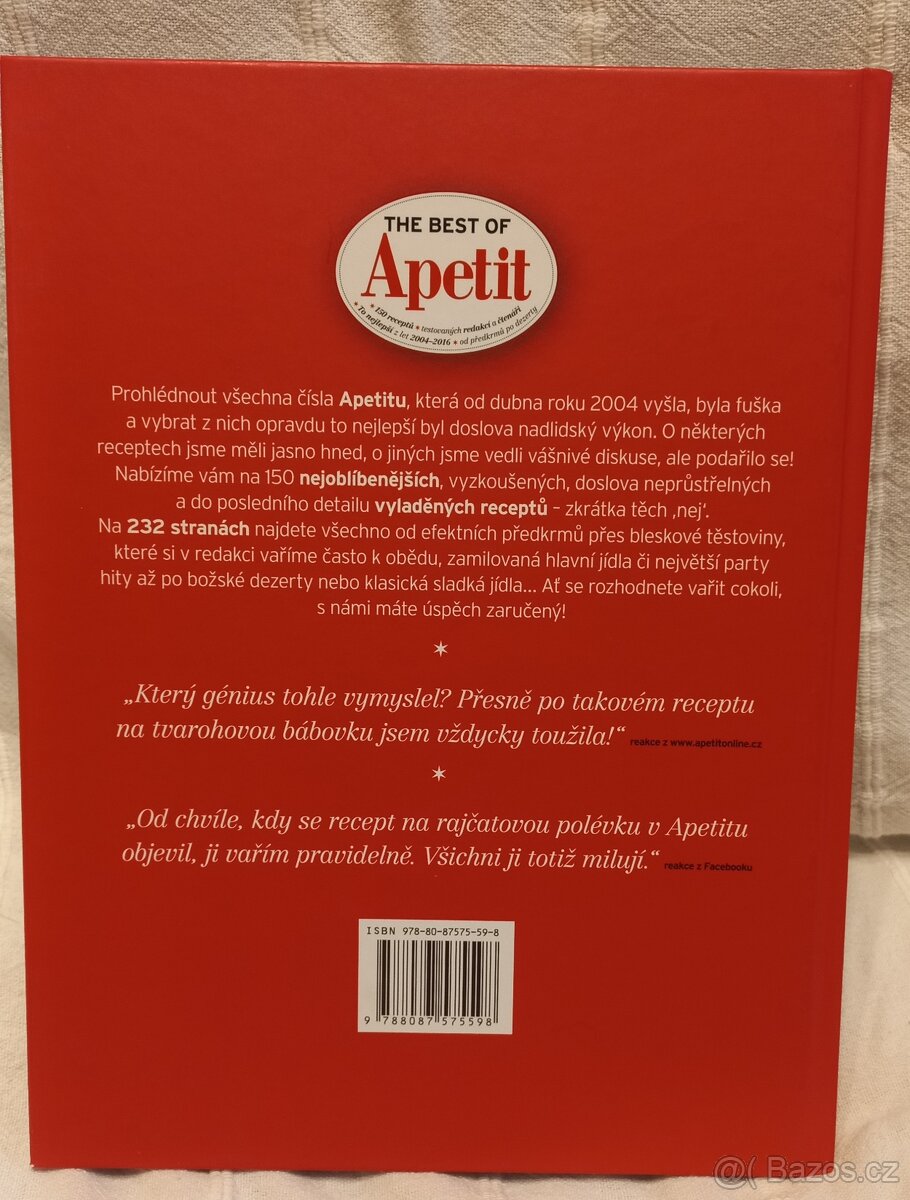 THE BEST OF
Apetit
* 150 receptů * testovaných redakcí a čtenáři
* To nejlepší z let 2004–2016 * od předkrmů po dezerty
Prohlédnout všechna čísla Apetitu, která od dubna roku 2004 vyšla, byla fuška
a vybrat z nich opravdu to nejlepší byl doslova nadlidský výkon. O některých
receptech jsme měli jasno hned, o jiných jsme vedli vášnivé diskuse, ale podařilo se!
Nabízíme vám na 150 nejoblíbenějších, vyzkoušených, doslova neprůstřelných
a do posledního detailu vyladěných receptů – zkrátka těch ‚nej‘.
Na 232 stranách najdete všechno od efektních předkrmů přes bleskové těstoviny,
které si v redakci vaříme často k obědu, zamilovaná hlavní jídla či největší party
hity až po božské dezerty nebo klasická sladká jídla... Ať se rozhodnete vařit cokoli,
s námi máte úspěch zaručený!
„Který génius tohle vymyslel? Přesně po takovém receptu
na tvarohovou bábovku jsem vždycky toužila!“ reakce z www.apetitonline.cz
„Od chvíle, kdy se recept na rajčatovou polévku v Apetitu
objevil, ji vařím pravidelně. Všichni ji totiž milují.“ reakce z Facebooku
ISBN 978-80-87575-59-8
9 788087 575598
@( Bazos.cz